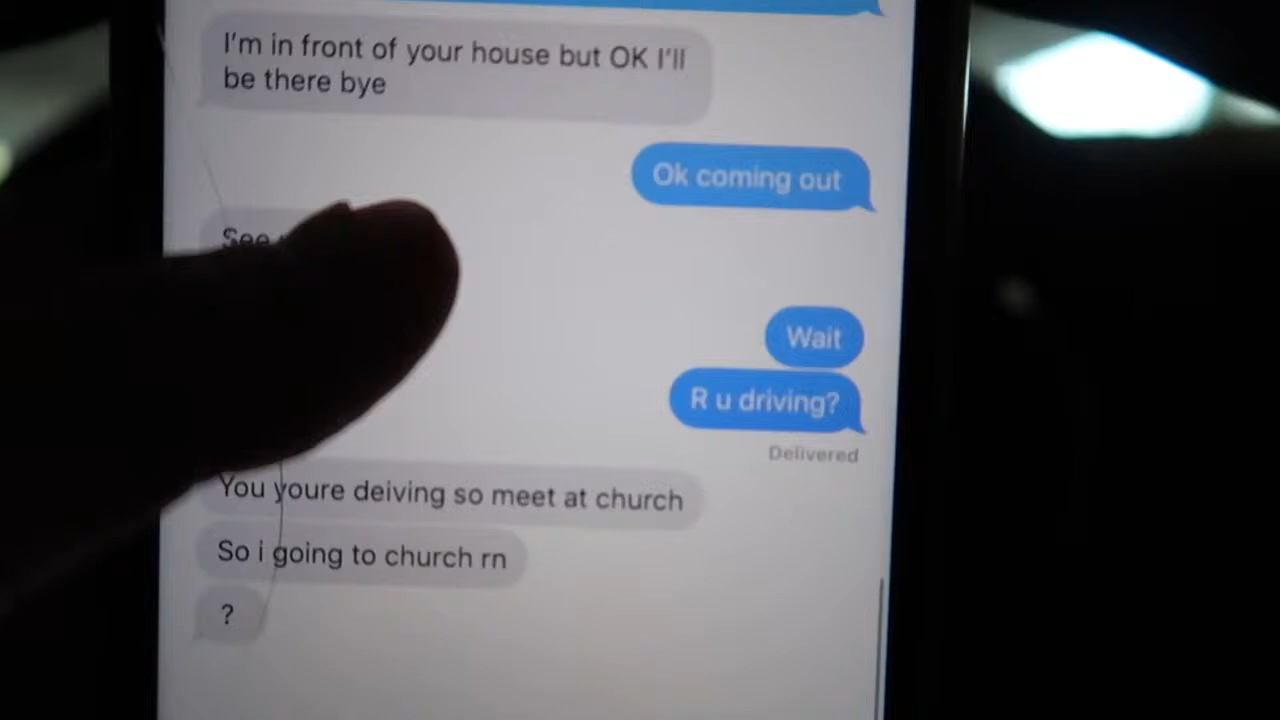 I'm in front of your house but OK I'll
be there bye
Ok coming out
See
Wait
R u driving?
Delivered
You youre deiving so meet at church
So i going to church rn
?